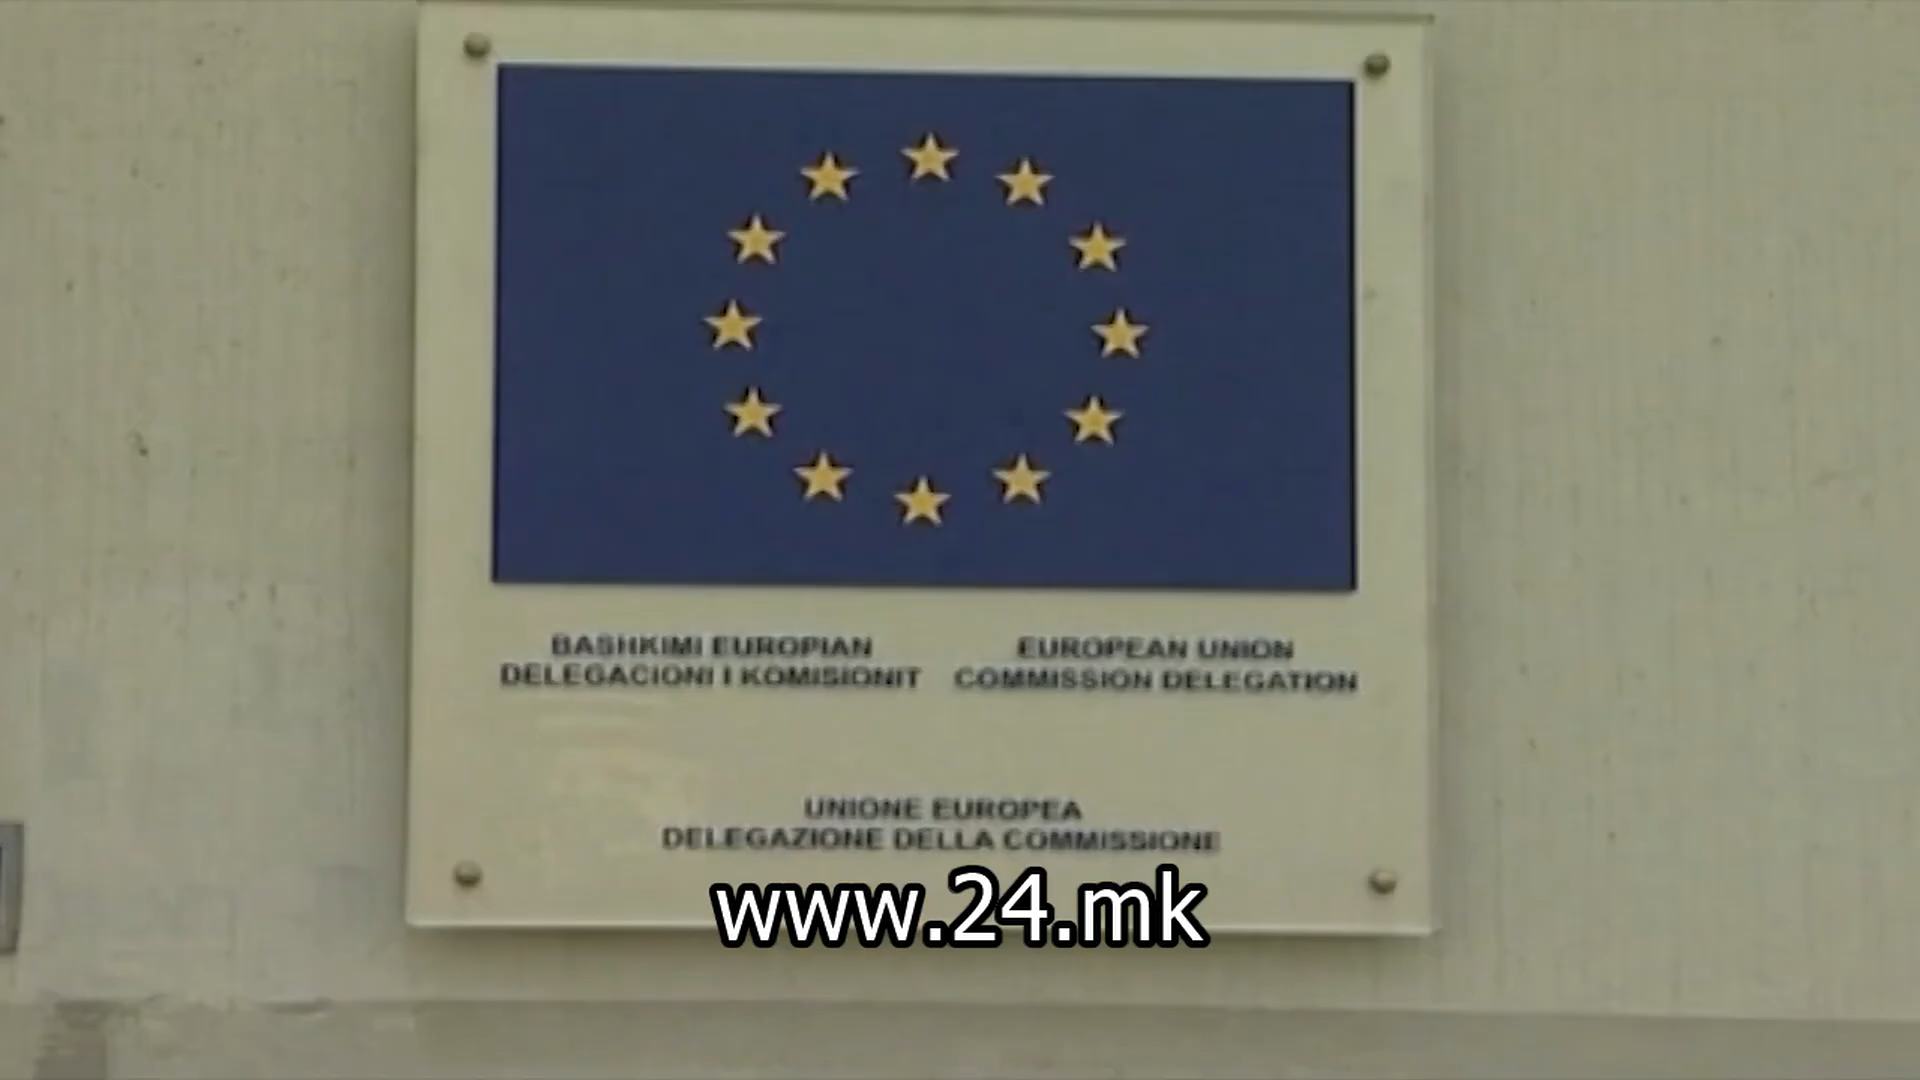 BASHKIMI EUROPIAN
DELEGACIONI I KOMISIONIT
EUROPEAN UNION
COMMISSION DELEGATION
UNIONE EUROPEA
DELEGAZIONE DELLA COMMISSIONE
www.24.mk